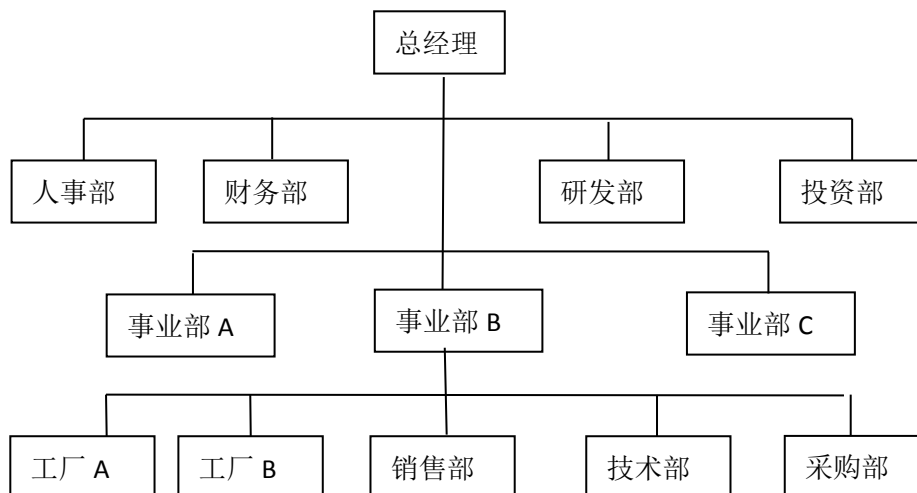 总经理
人事部
财务部
研发部
投资部
事业部 A
事业部 B
事业部 C
工厂 A
工厂 B
销售部
技术部
采购部